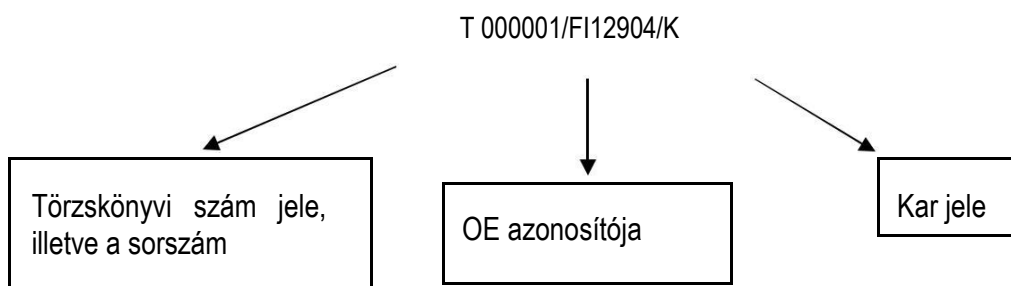 T 000001/FI12904/K
Törzskönyvi szám jele,
illetve a sorszám
OE azonosítója
Kar jele